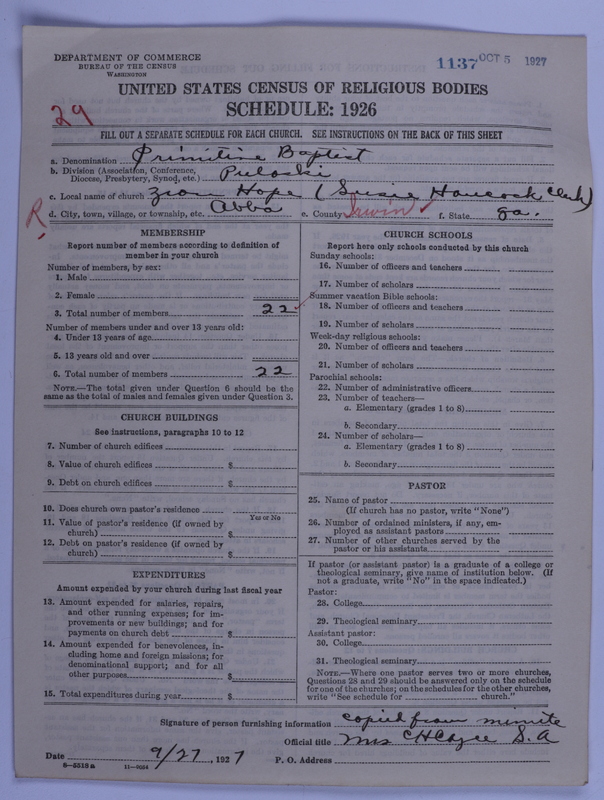 DEPARTMENT OF COMMERCE
BUREAU OF THE CENSUS
WASHINGTON
1137 OCT 5 1927
UNITED STATES CENSUS OF RELIGIOUS BODIES
SCHEDULE: 1926
29
FILL OUT A SEPARATE SCHEDULE FOR EACH CHURCH. SEE INSTRUCTIONS ON THE BACK OF THIS SHEET
a. Denomination Primitive Baptist
b. Division (Association, Conference, Diocese, Presbytery, Synod, etc.) Pulaski
c. Local name of church Zion Hope (Susie Hancock Clerk)
R
d. City, town, village, or township, etc. Abba e. County Irwin f. State Ga.
MEMBERSHIP
Report number of members according to definition of
member in your church
Number of members, by sex:
1. Male
2. Female
3. Total number of members 22
Number of members under and over 13 years old:
4. Under 13 years of age
5. 13 years old and over
6. Total number of members 22
NOTE.—The total given under Question 6 should be the
same as the total of males and females given under Question 3.
CHURCH BUILDINGS
See instructions, paragraphs 10 to 12
7. Number of church edifices
8. Value of church edifices $
9. Debt on church edifices $
10. Does church own pastor's residence
Yes or No
11. Value of pastor's residence (if owned by
church) $
12. Debt on pastor's residence (if owned by
church) $
EXPENDITURES
Amount expended by your church during last fiscal year
13. Amount expended for salaries, repairs,
and other running expenses; for im-
provements or new buildings; and for
payments on church debt $
14. Amount expended for benevolences, in-
cluding home and foreign missions; for
denominational support; and for all
other purposes $
15. Total expenditures during year $
CHURCH SCHOOLS
Report here only schools conducted by this church
Sunday schools:
16. Number of officers and teachers
17. Number of scholars
Summer vacation Bible schools:
18. Number of officers and teachers
19. Number of scholars
Week-day religious schools:
20. Number of officers and teachers
21. Number of scholars
Parochial schools:
22. Number of administrative officers
23. Number of teachers—
a. Elementary (grades 1 to 8)
b. Secondary
24. Number of scholars—
a. Elementary (grades 1 to 8)
b. Secondary
PASTOR
25. Name of pastor
(If church has no pastor, write "None")
26. Number of ordained ministers, if any, em-
ployed as assistant pastors
27. Number of other churches served by the
pastor or his assistants
If pastor (or assistant pastor) is a graduate of a college or
theological seminary, give name of institution below. (If
not a graduate, write "No" in the space indicated.)
Pastor:
28. College
29. Theological seminary
Assistant pastor:
30. College
31. Theological seminary
NOTE.—Where one pastor serves two or more churches,
Questions 28 and 29 should be answered only on the schedule
for one of the churches; on the schedules for the other churches,
write "See schedule for church."
Signature of person furnishing information copied from minute
Official title Mrs C H S. A
Date 9/27, 1927 P. O. Address
8-5318a 11-9054